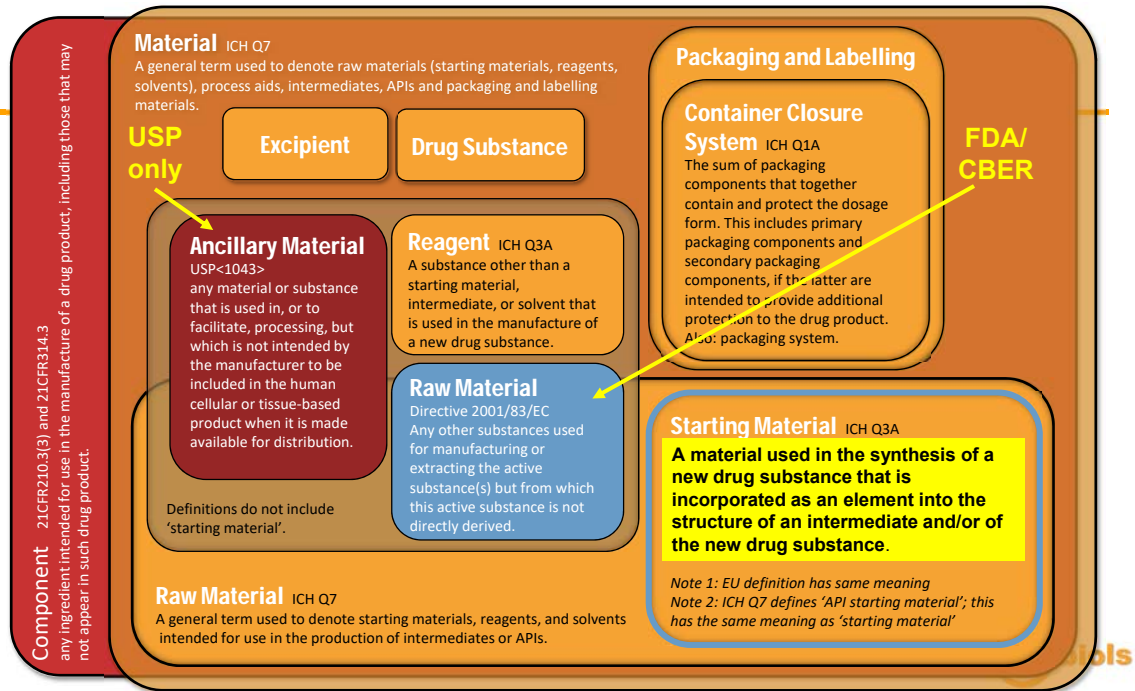 Component 21CFR210.3(3) and 21CFR314.3
any ingredient intended for use in the manufacture of a drug product, including those that may
not appear in such drug product.
Material ICH Q7
A general term used to denote raw materials (starting materials, reagents,
solvents), process aids, intermediates, APIs and packaging and labelling
materials.
USP
only
Excipient
Drug Substance
Packaging and Labelling
Container Closure
System ICH Q1A
The sum of packaging
components that together
contain and protect the dosage
form. This includes primary
packaging components and
secondary packaging
components, if the latter are
intended to provide additional
protection to the drug product.
Also: packaging system.
FDA/
CBER
Ancillary Material
USP<1043>
any material or substance
that is used in, or to
facilitate, processing, but
which is not intended by
the manufacturer to be
included in the human
cellular or tissue-based
product when it is made
available for distribution.
Reagent ICH Q3A
A substance other than a
starting material,
intermediate, or solvent that
is used in the manufacture of
a new drug substance.
Raw Material
Directive 2001/83/EC
Any other substances used
for manufacturing or
extracting the active
substance(s) but from which
this active substance is not
directly derived.
Definitions do not include
‘starting material’.
Starting Material ICH Q3A
A material used in the synthesis of a
new drug substance that is
incorporated as an element into the
structure of an intermediate and/or of
the new drug substance.
Note 1: EU definition has same meaning
Note 2: ICH Q7 defines ‘API starting material’; this
has the same meaning as ‘starting material’
Raw Material ICH Q7
A general term used to denote starting materials, reagents, and solvents
intended for use in the production of intermediates or APIs.